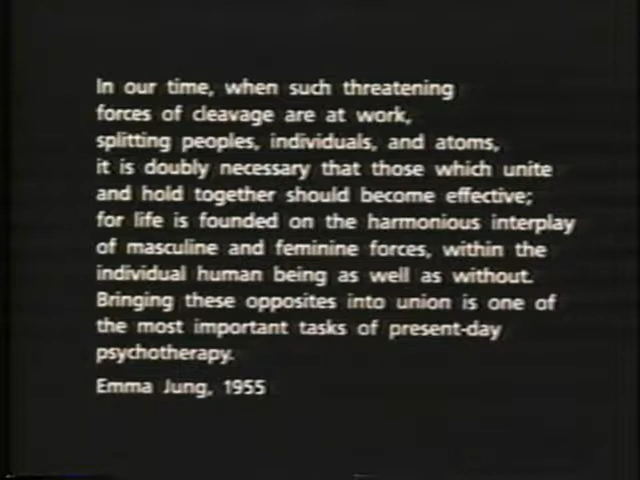 In our time, when such threatening
forces of cleavage are at work,
splitting peoples, individuals, and atoms,
it is doubly necessary that those which unite
and hold together should become effective;
for life is founded on the harmonious interplay
of masculine and feminine forces, within the
individual human being as well as without.
Bringing these opposites into union is one of
the most important tasks of present-day
psychotherapy.
Emma Jung, 1955